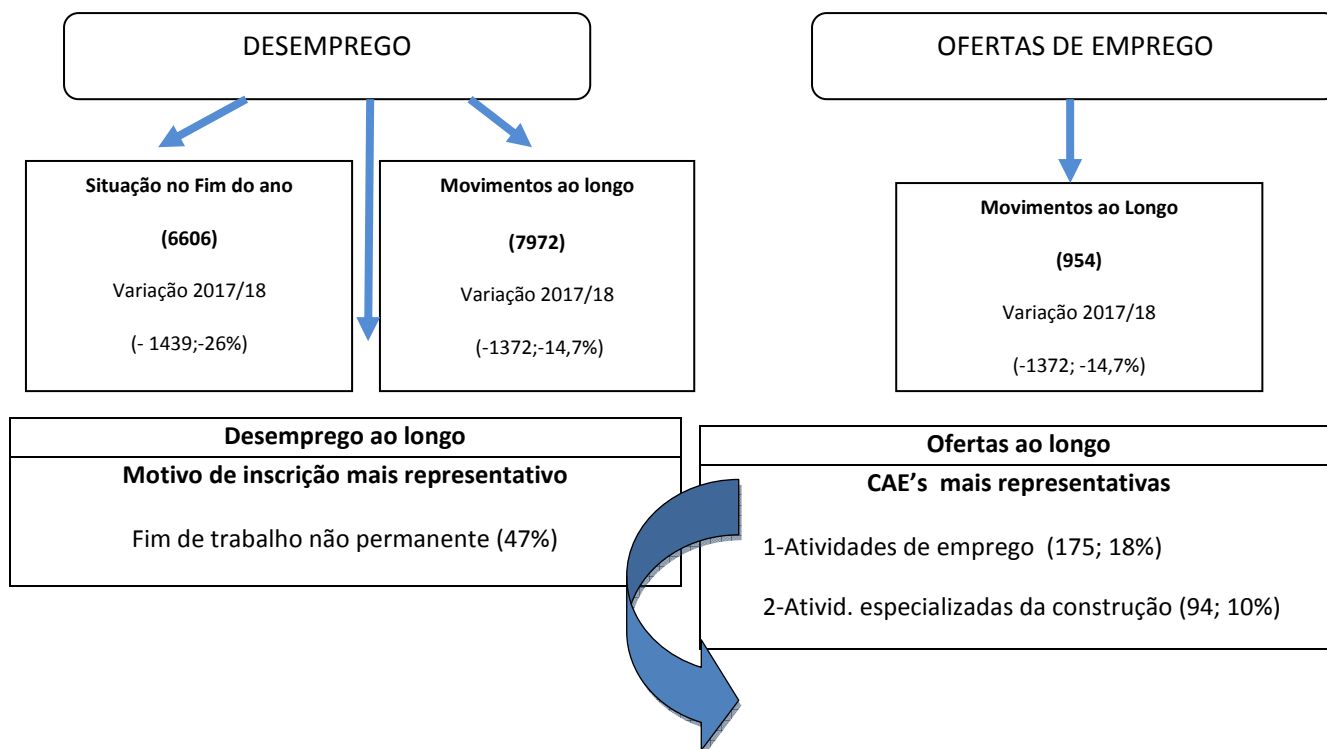 DESEMPREGO
OFERTAS DE EMPREGO
Situação no Fim do ano
(6606)
Variação 2017/18
(- 1439;-26%)
Movimentos ao longo
(7972)
Variação 2017/18
(-1372;-14,7%)
Movimentos ao Longo
(954)
Variação 2017/18
(-1372; -14,7%)
Desemprego ao longo
Motivo de inscrição mais representativo
Fim de trabalho não permanente (47%)
Ofertas ao longo
CAE’s mais representativas
1-Atividades de emprego (175; 18%)
2-Ativid. especializadas da construção (94; 10%)